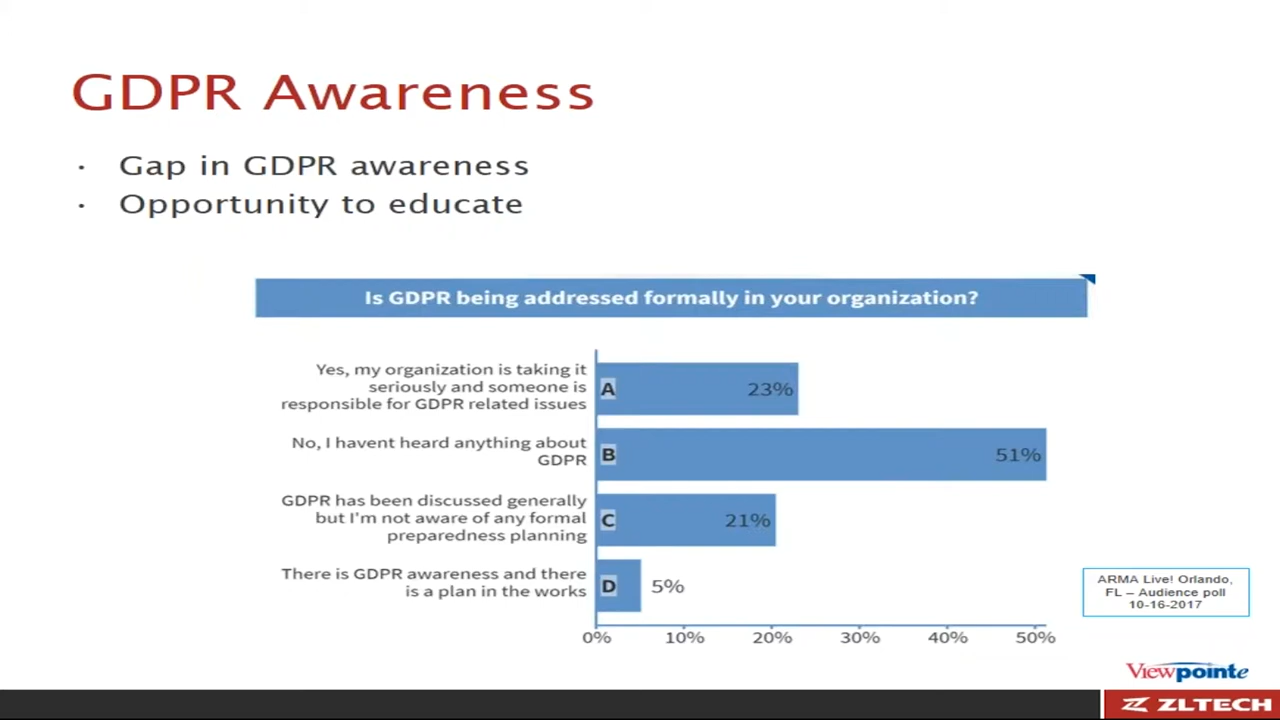 GDPR Awareness
· Gap in GDPR awareness
· Opportunity to educate
Is GDPR being addressed formally in your organization?
Yes, my organization is taking it
seriously and someone is
responsible for GDPR related issues
A
23%
No, I havent heard anything about
GDPR
B
51%
GDPR has been discussed generally
but I'm not aware of any formal
preparedness planning
C
21%
There is GDPR awareness and there
is a plan in the works
D
5%
0% 10% 20% 30% 40% 50%
ARMA Live! Orlando,
FL – Audience poll
10-16-2017
Viewpointe
ZLTECH